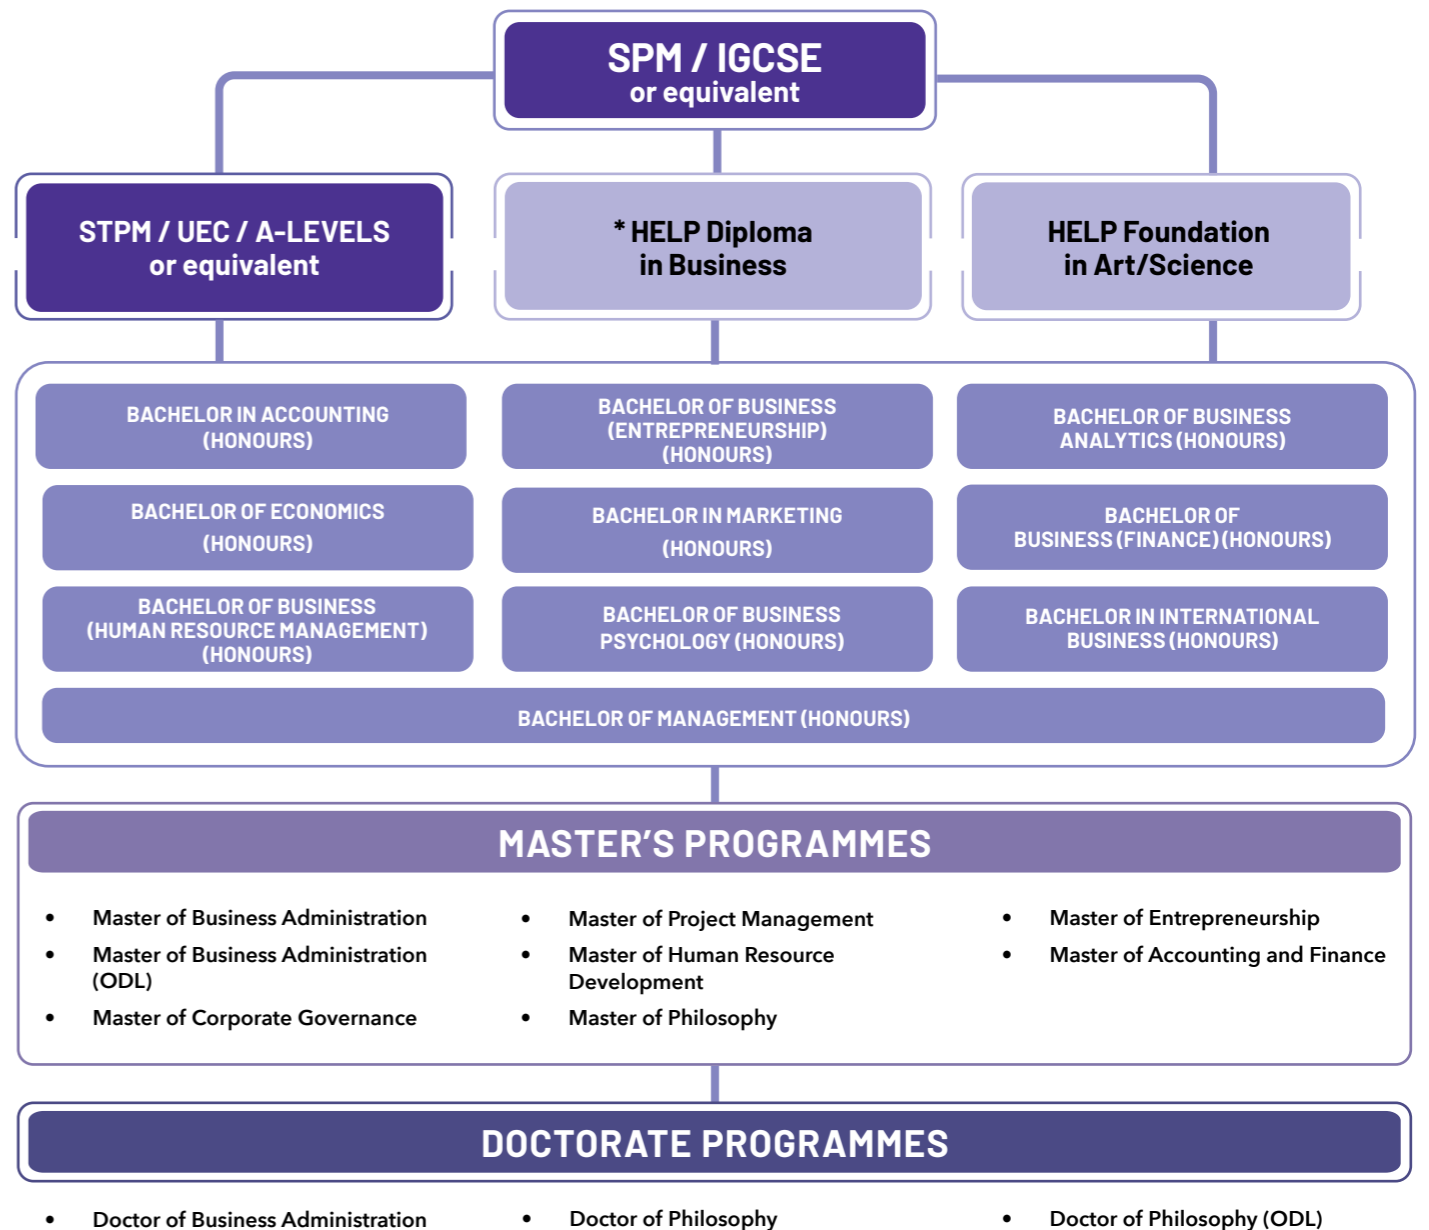 SPM / IGCSE
or equivalent
STPM / UEC / A-LEVELS
or equivalent
* HELP Diploma
in Business
HELP Foundation
in Art/Science
BACHELOR IN ACCOUNTING
(HONOURS)
BACHELOR OF BUSINESS
(ENTREPRENEURSHIP)
(HONOURS)
BACHELOR OF BUSINESS
ANALYTICS (HONOURS)
BACHELOR OF ECONOMICS
(HONOURS)
BACHELOR IN MARKETING
(HONOURS)
BACHELOR OF
BUSINESS (FINANCE) (HONOURS)
BACHELOR OF BUSINESS
(HUMAN RESOURCE MANAGEMENT)
(HONOURS)
BACHELOR OF BUSINESS
PSYCHOLOGY (HONOURS)
BACHELOR IN INTERNATIONAL
BUSINESS (HONOURS)
BACHELOR OF MANAGEMENT (HONOURS)
MASTER’S PROGRAMMES
• Master of Business Administration
• Master of Business Administration
(ODL)
• Master of Corporate Governance
• Master of Project Management
• Master of Human Resource
Development
• Master of Philosophy
• Master of Entrepreneurship
• Master of Accounting and Finance
DOCTORATE PROGRAMMES
• Doctor of Business Administration
• Doctor of Philosophy
• Doctor of Philosophy (ODL)